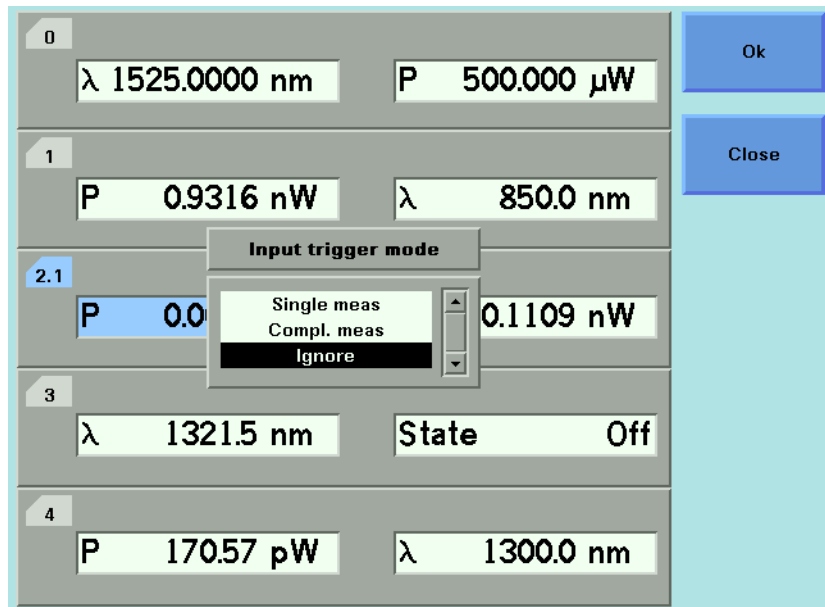 0
λ 1525.0000 nm P 500.000 µW
Ok
1
P 0.9316 nW λ 850.0 nm
Close
Input trigger mode
2.1
P
Single meas
Compl. meas
Ignore
0.1109 nW
3
λ 1321.5 nm State Off
4
P 170.57 pW λ 1300.0 nm